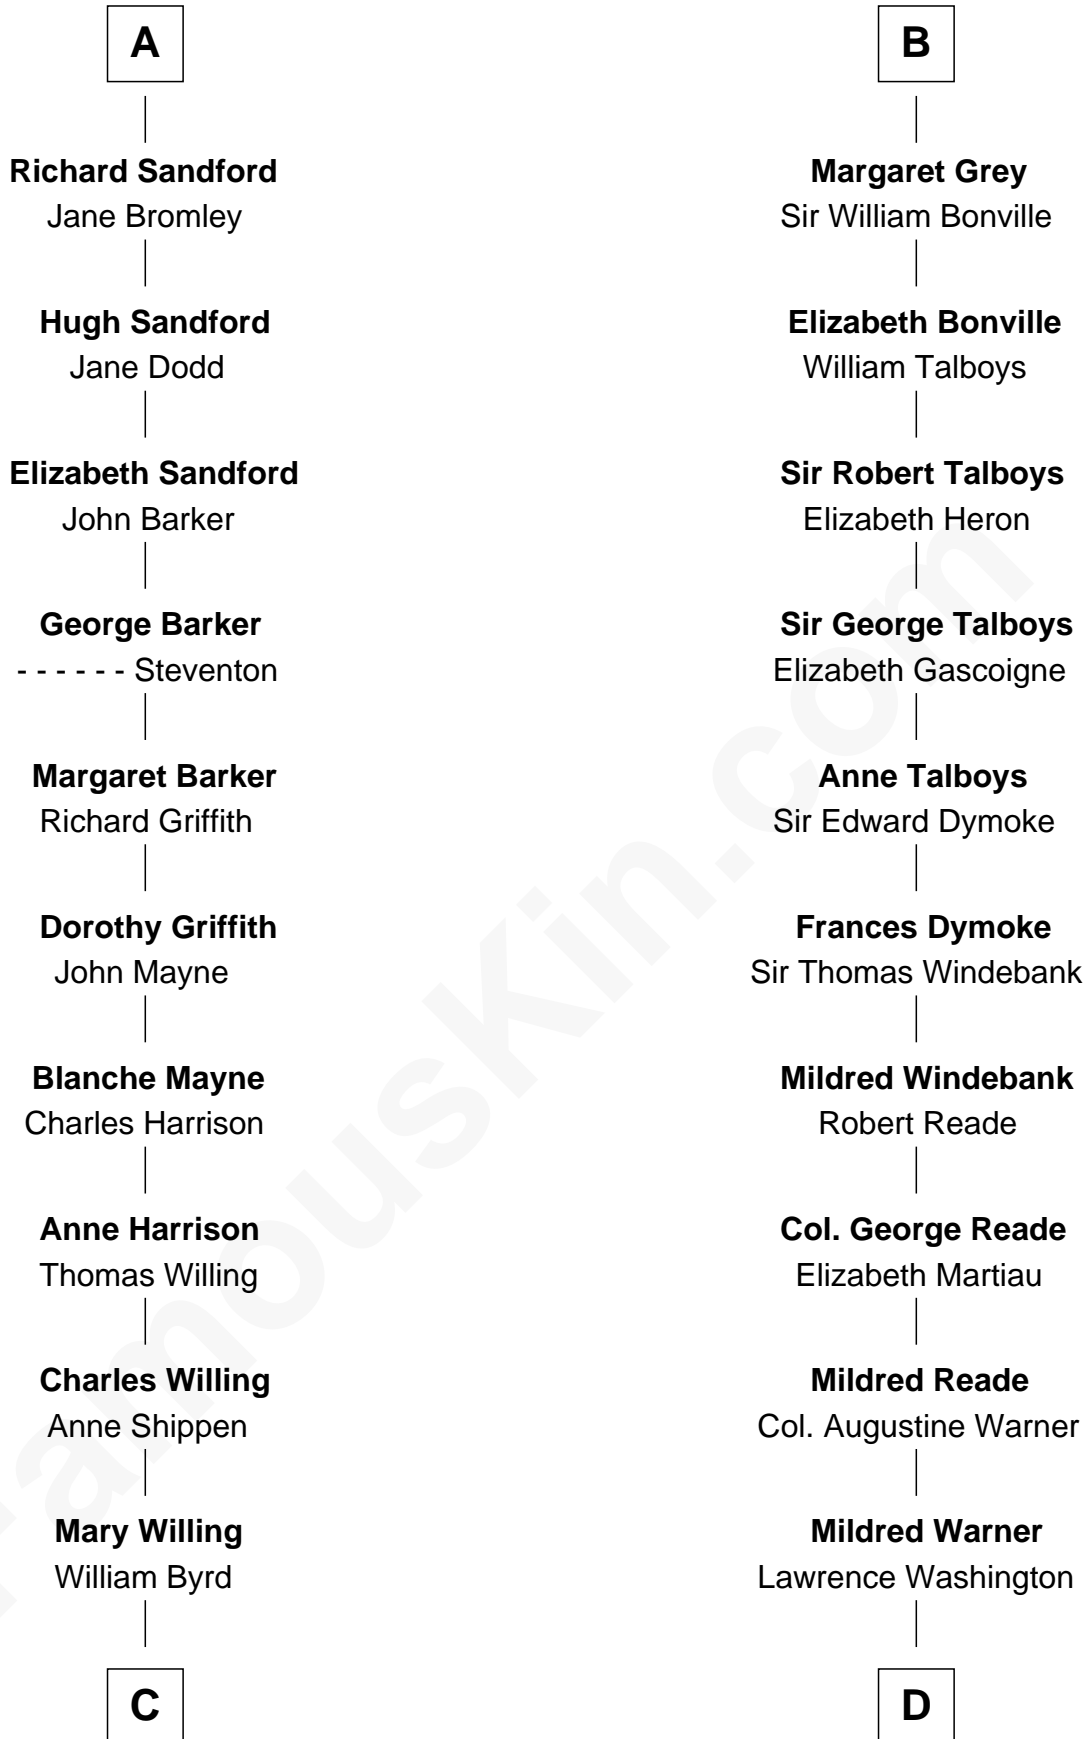 A
Richard Sandford
Jane Bromley
Hugh Sandford
Jane Dodd
Elizabeth Sandford
John Barker
George Barker
- - - - - - Steventon
Margaret Barker
Richard Griffith
Dorothy Griffith
John Mayne
Blanche Mayne
Charles Harrison
Anne Harrison
Thomas Willing
Charles Willing
Anne Shippen
Mary Willing
William Byrd
C
B
Margaret Grey
Sir William Bonville
Elizabeth Bonville
William Talboys
Sir Robert Talboys
Elizabeth Heron
Sir George Talboys
Elizabeth Gascoigne
Anne Talboys
Sir Edward Dymoke
Frances Dymoke
Sir Thomas Windebank
Mildred Windebank
Robert Reade
Col. George Reade
Elizabeth Martiau
Mildred Reade
Col. Augustine Warner
Mildred Warner
Lawrence Washington
D
FamousKin.com